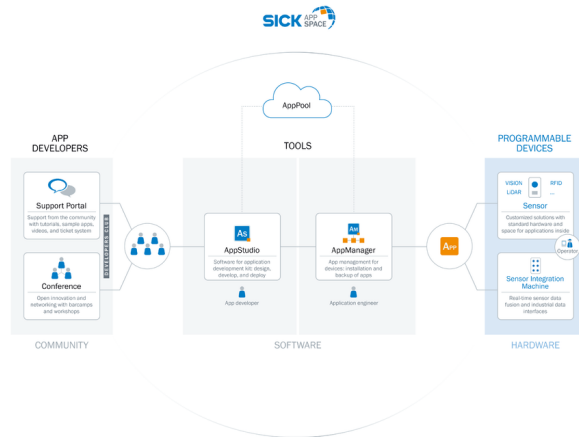 SICK APP
SPACE
AppPool
APP
DEVELOPERS
TOOLS
PROGRAMMABLE
DEVICES
Support Portal
Support from the community
with tutorials, sample apps,
videos, and ticket system
Conference
Open innovation and
networking with barcamps
and workshops
DEVELOPERS CLUB
AS
AppStudio
Software for application
development lob: design,
develop, and deploy
App developer
AM
AppManager
App management for
devices: installation and
backup of apps
Application engineer
APP
VISION
RFID
LiDAR
...
Sensor
Customized solutions with
standard hardware and
space for applications inside
Operator
Sensor Integration
Machine
Real-time sensor data
fusion and industrial data
interfaces
COMMUNITY
SOFTWARE
HARDWARE